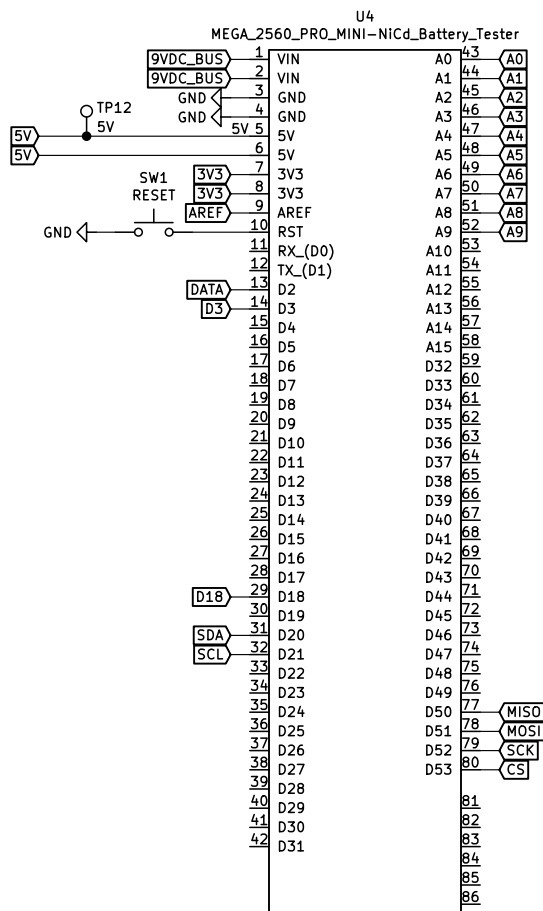 U4
MEGA_2560_PRO_MINI-NiCd_Battery_Tester
9VDC_BUS 1 VIN A0 43 A0
9VDC_BUS 2 VIN A1 44 A1
GND 3 GND A2 45 A2
TP12
GND 4 GND A3 46 A3
5V 5V 5V 5 5V A4 47 A4
5V 6 5V A5 48 A5
3V3 7 3V3 A6 49 A6
SW1
RESET
3V3 8 3V3 A7 50 A7
AREF 9 AREF A8 51 A8
GND 10 RST A9 52 A9
11 RX_(D0) A10 53
12 TX_(D1) A11 54
DATA 13 D2 A12 55
D3 14 D3 A13 56
15 D4 A14 57
16 D5 A15 58
17 D6 D32 59
18 D7 D33 60
19 D8 D34 61
20 D9 D35 62
21 D10 D36 63
22 D11 D37 64
23 D12 D38 65
24 D13 D39 66
25 D14 D40 67
26 D15 D41 68
27 D16 D42 69
28 D17 D43 70
D18 29 D18 D44 71
30 D19 D45 72
SDA 31 D20 D46 73
SCL 32 D21 D47 74
33 D22 D48 75
34 D23 D49 76
35 D24 D50 77 MISO
36 D25 D51 78 MOSI
37 D26 D52 79 SCK
38 D27 D53 80 CS
39 D28
40 D29 81
41 D30 82
42 D31 83
84
85
86